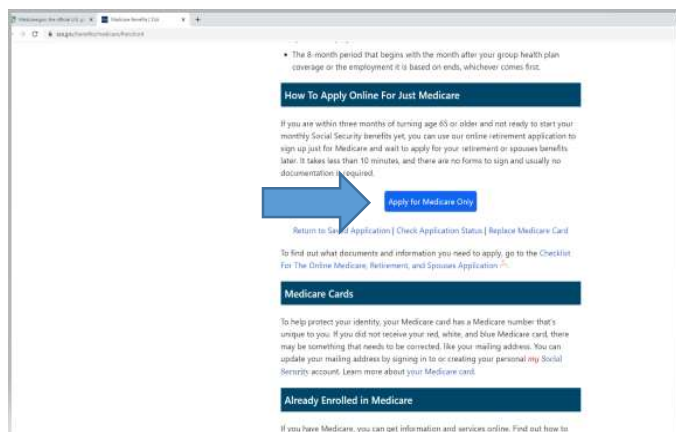 Medicare Benefits | SSA
ssa.gov/benefits/medicare/#anchor4
• The 8-month period that begins with the month after your group health plan
coverage or the employment it is based on ends, whichever comes first.
How To Apply Online For Just Medicare
If you are within three months of turning age 65 or older and not ready to start your
monthly Social Security benefits yet, you can use our online retirement application to
sign up just for Medicare and wait to apply for your retirement or spouses benefits
later. It takes less than 10 minutes, and there are no forms to sign and usually no
documentation is required.
Apply for Medicare Only
Return to Saved Application | Check Application Status | Replace Medicare Card
To find out what documents and information you need to apply, go to the Checklist
For The Online Medicare, Retirement, and Spouses Application
Medicare Cards
To help protect your identity, your Medicare card has a Medicare number that's
unique to you. If you did not receive your red, white, and blue Medicare card, there
may be something that needs to be corrected, like your mailing address. You can
update your mailing address by signing in to or creating your personal my Social
Security account. Learn more about your Medicare card.
Already Enrolled in Medicare
If you have Medicare, you can get information and services online. Find out how to